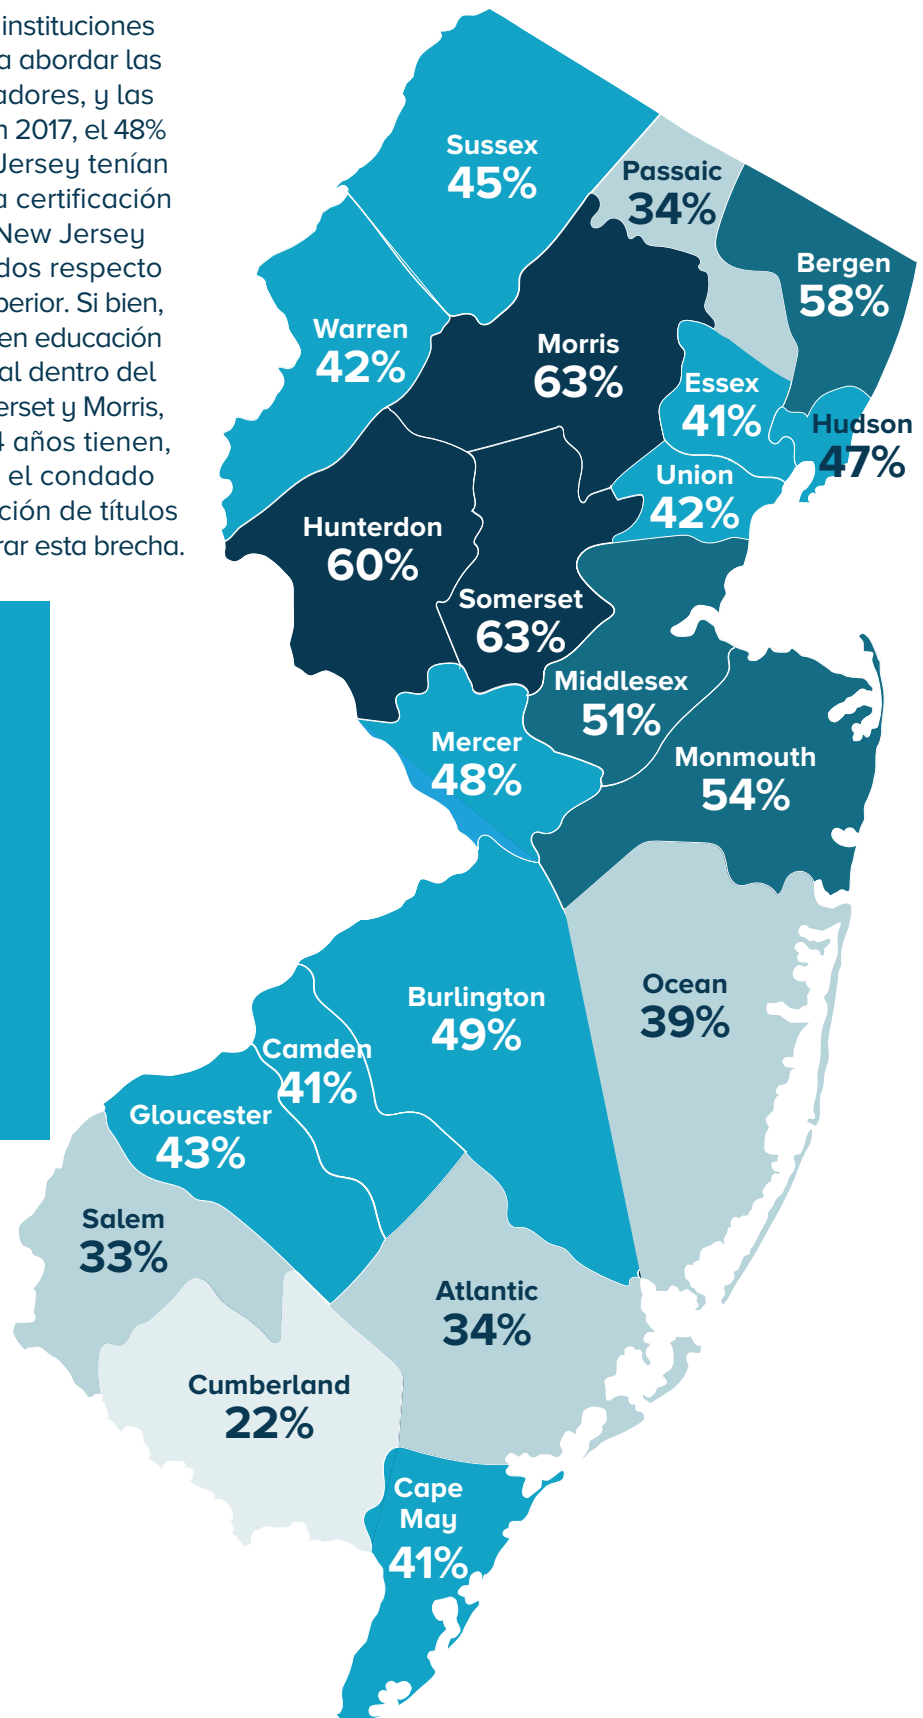 instituciones
a abordar las
adores, y las
n 2017, el 48%
Jersey tenían
a certificación
New Jersey
dos respecto
perior. Si bien,
en educación
al dentro del
erset y Morris,
4 años tienen,
el condado
ción de títulos
rar esta brecha.
Sussex
45%
Passaic
34%
Bergen
58%
Warren
42%
Morris
63%
Essex
41%
Hudson
47%
Union
42%
Hunterdon
60%
Somerset
63%
Middlesex
51%
Mercer
48%
Monmouth
54%
Ocean
39%
Burlington
49%
Camden
41%
Gloucester
43%
Salem
33%
Atlantic
34%
Cumberland
22%
Cape
May
41%